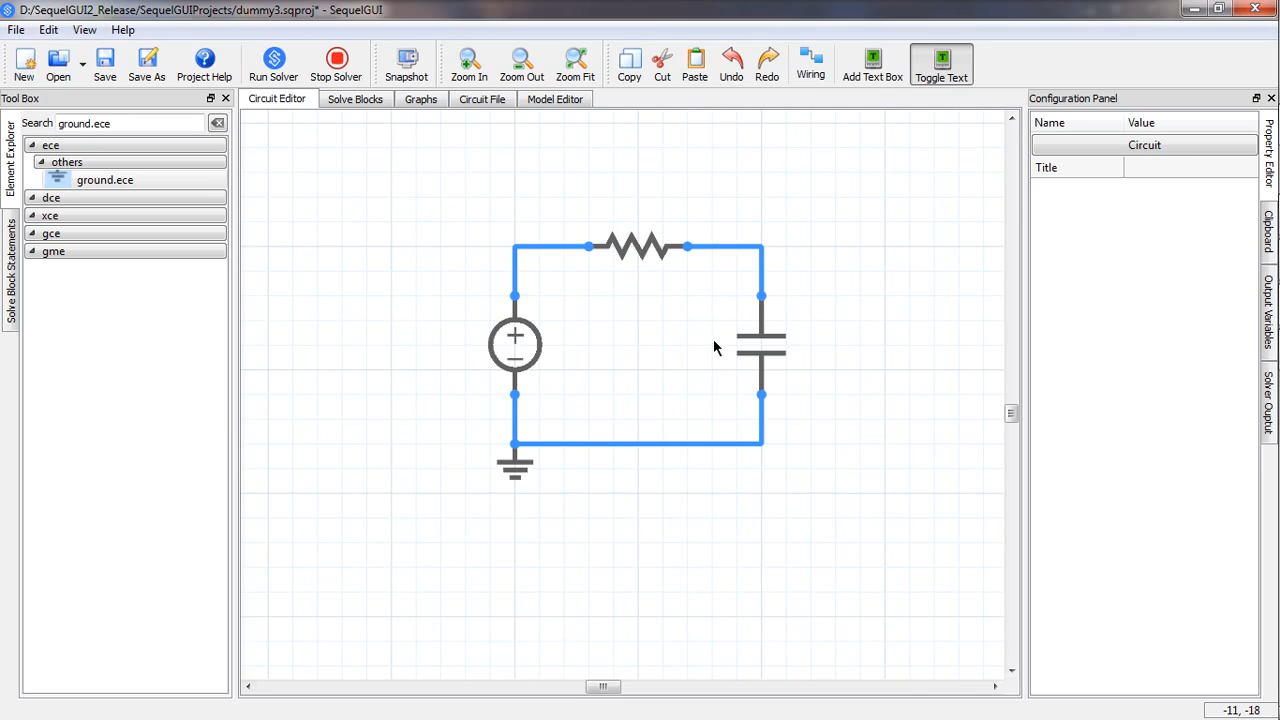 D:/SequelGUI2_Release/SequelGUIProjects/dummy3.sqproj* - SequelGUI
File Edit View Help
New Open Save Save As Project Help Run Solver Stop Solver Snapshot Zoom In Zoom Out Zoom Fit Copy Cut Paste Undo Redo Wiring Add Text Box Toggle Text
Tool Box
Circuit Editor Solve Blocks Graphs Circuit File Model Editor
Configuration Panel
Element Explorer
Solve Block Statements
Search ground.ece
ece
others
ground.ece
dce
xce
gce
gme
Name Value
Circuit
Title
Property Editor
Clipboard
Output Variables
Solver Ouptut
-11, -18